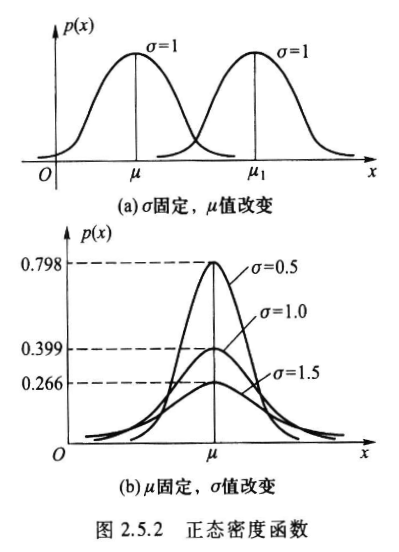 p(x)
σ=1
σ=1
O
μ
μ₁
x
(a) σ固定，μ值改变
p(x)
0.798
σ=0.5
σ=1.0
0.399
0.266
σ=1.5
O
μ
x
(b) μ固定，σ值改变
图 2.5.2 正态密度函数